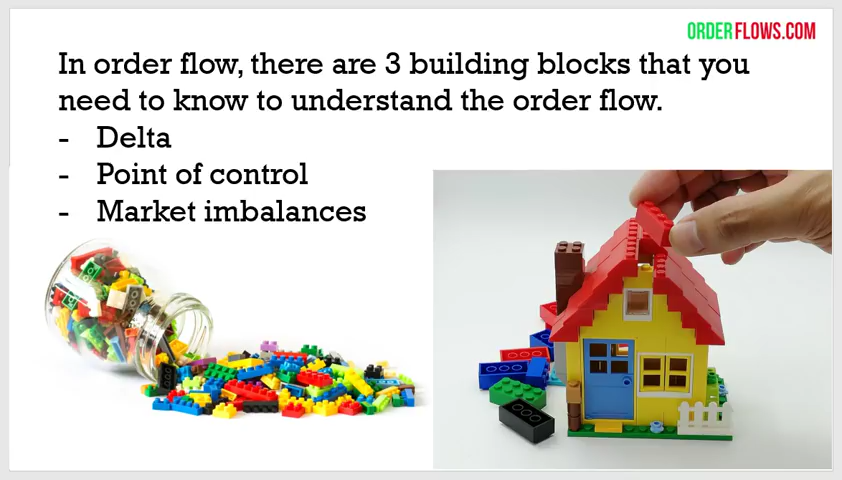 ORDERFLOWS.COM
In order flow, there are 3 building blocks that you
need to know to understand the order flow.
- Delta
- Point of control
- Market imbalances